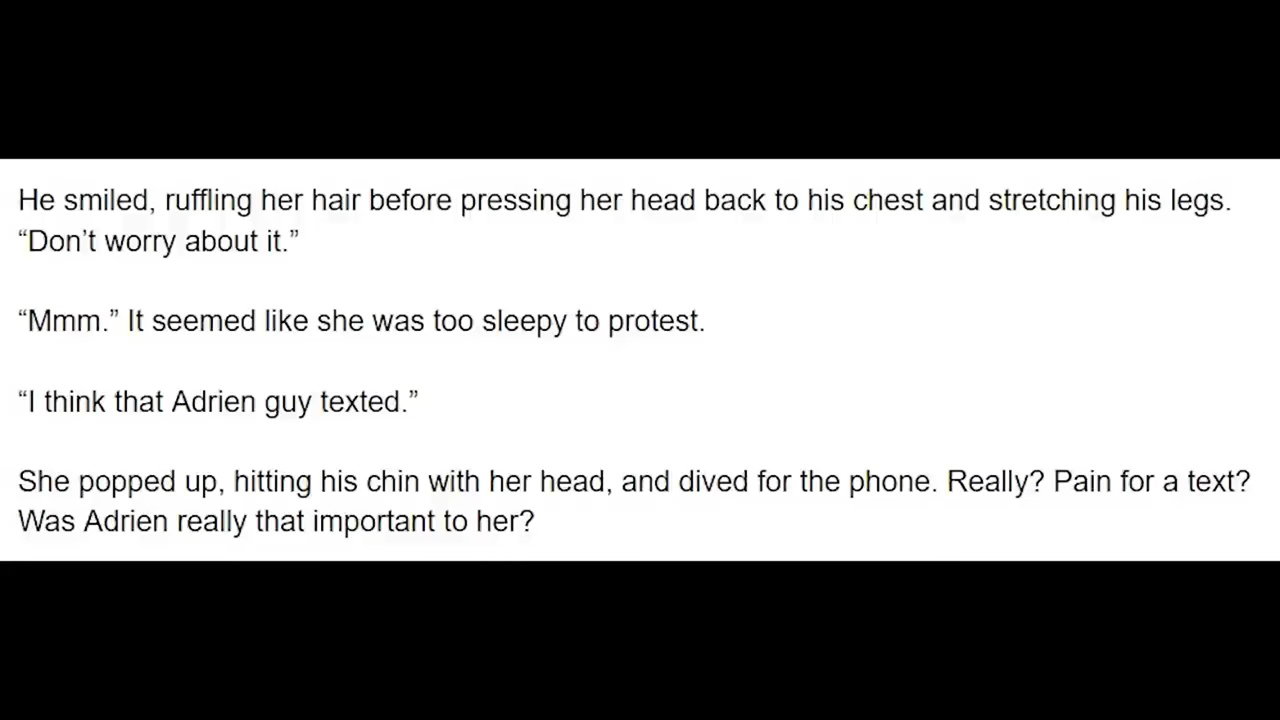 He smiled, ruffling her hair before pressing her head back to his chest and stretching his legs.
“Don’t worry about it.”
“Mmm.” It seemed like she was too sleepy to protest.
“I think that Adrien guy texted.”
She popped up, hitting his chin with her head, and dived for the phone. Really? Pain for a text?
Was Adrien really that important to her?